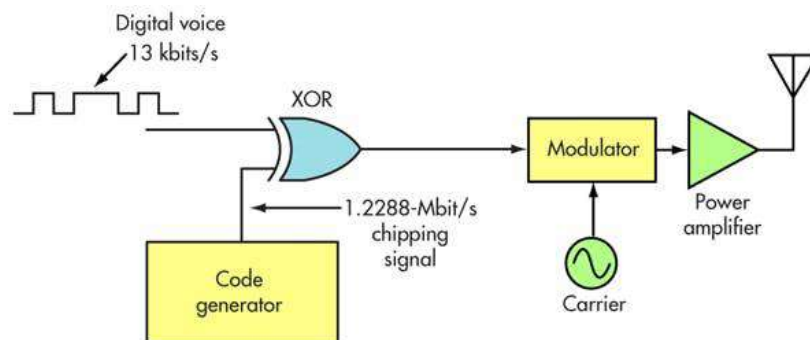 Digital voice
13 kbits/s
XOR
Modulator
Power
amplifier
1.2288-Mbit/s
chipping
signal
Code
generator
Carrier